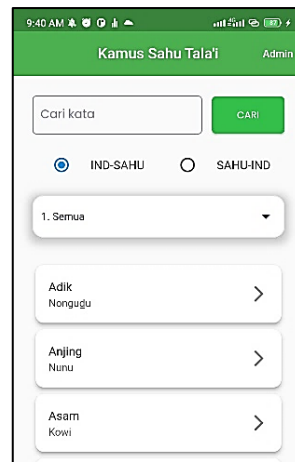 9:40 AM
Kamus Sahu Tala'i Admin
Cari kata CARI
IND-SAHU SAHU-IND
1. Semua
Adik
Nongudu
Anjing
Nunu
Asam
Kowi